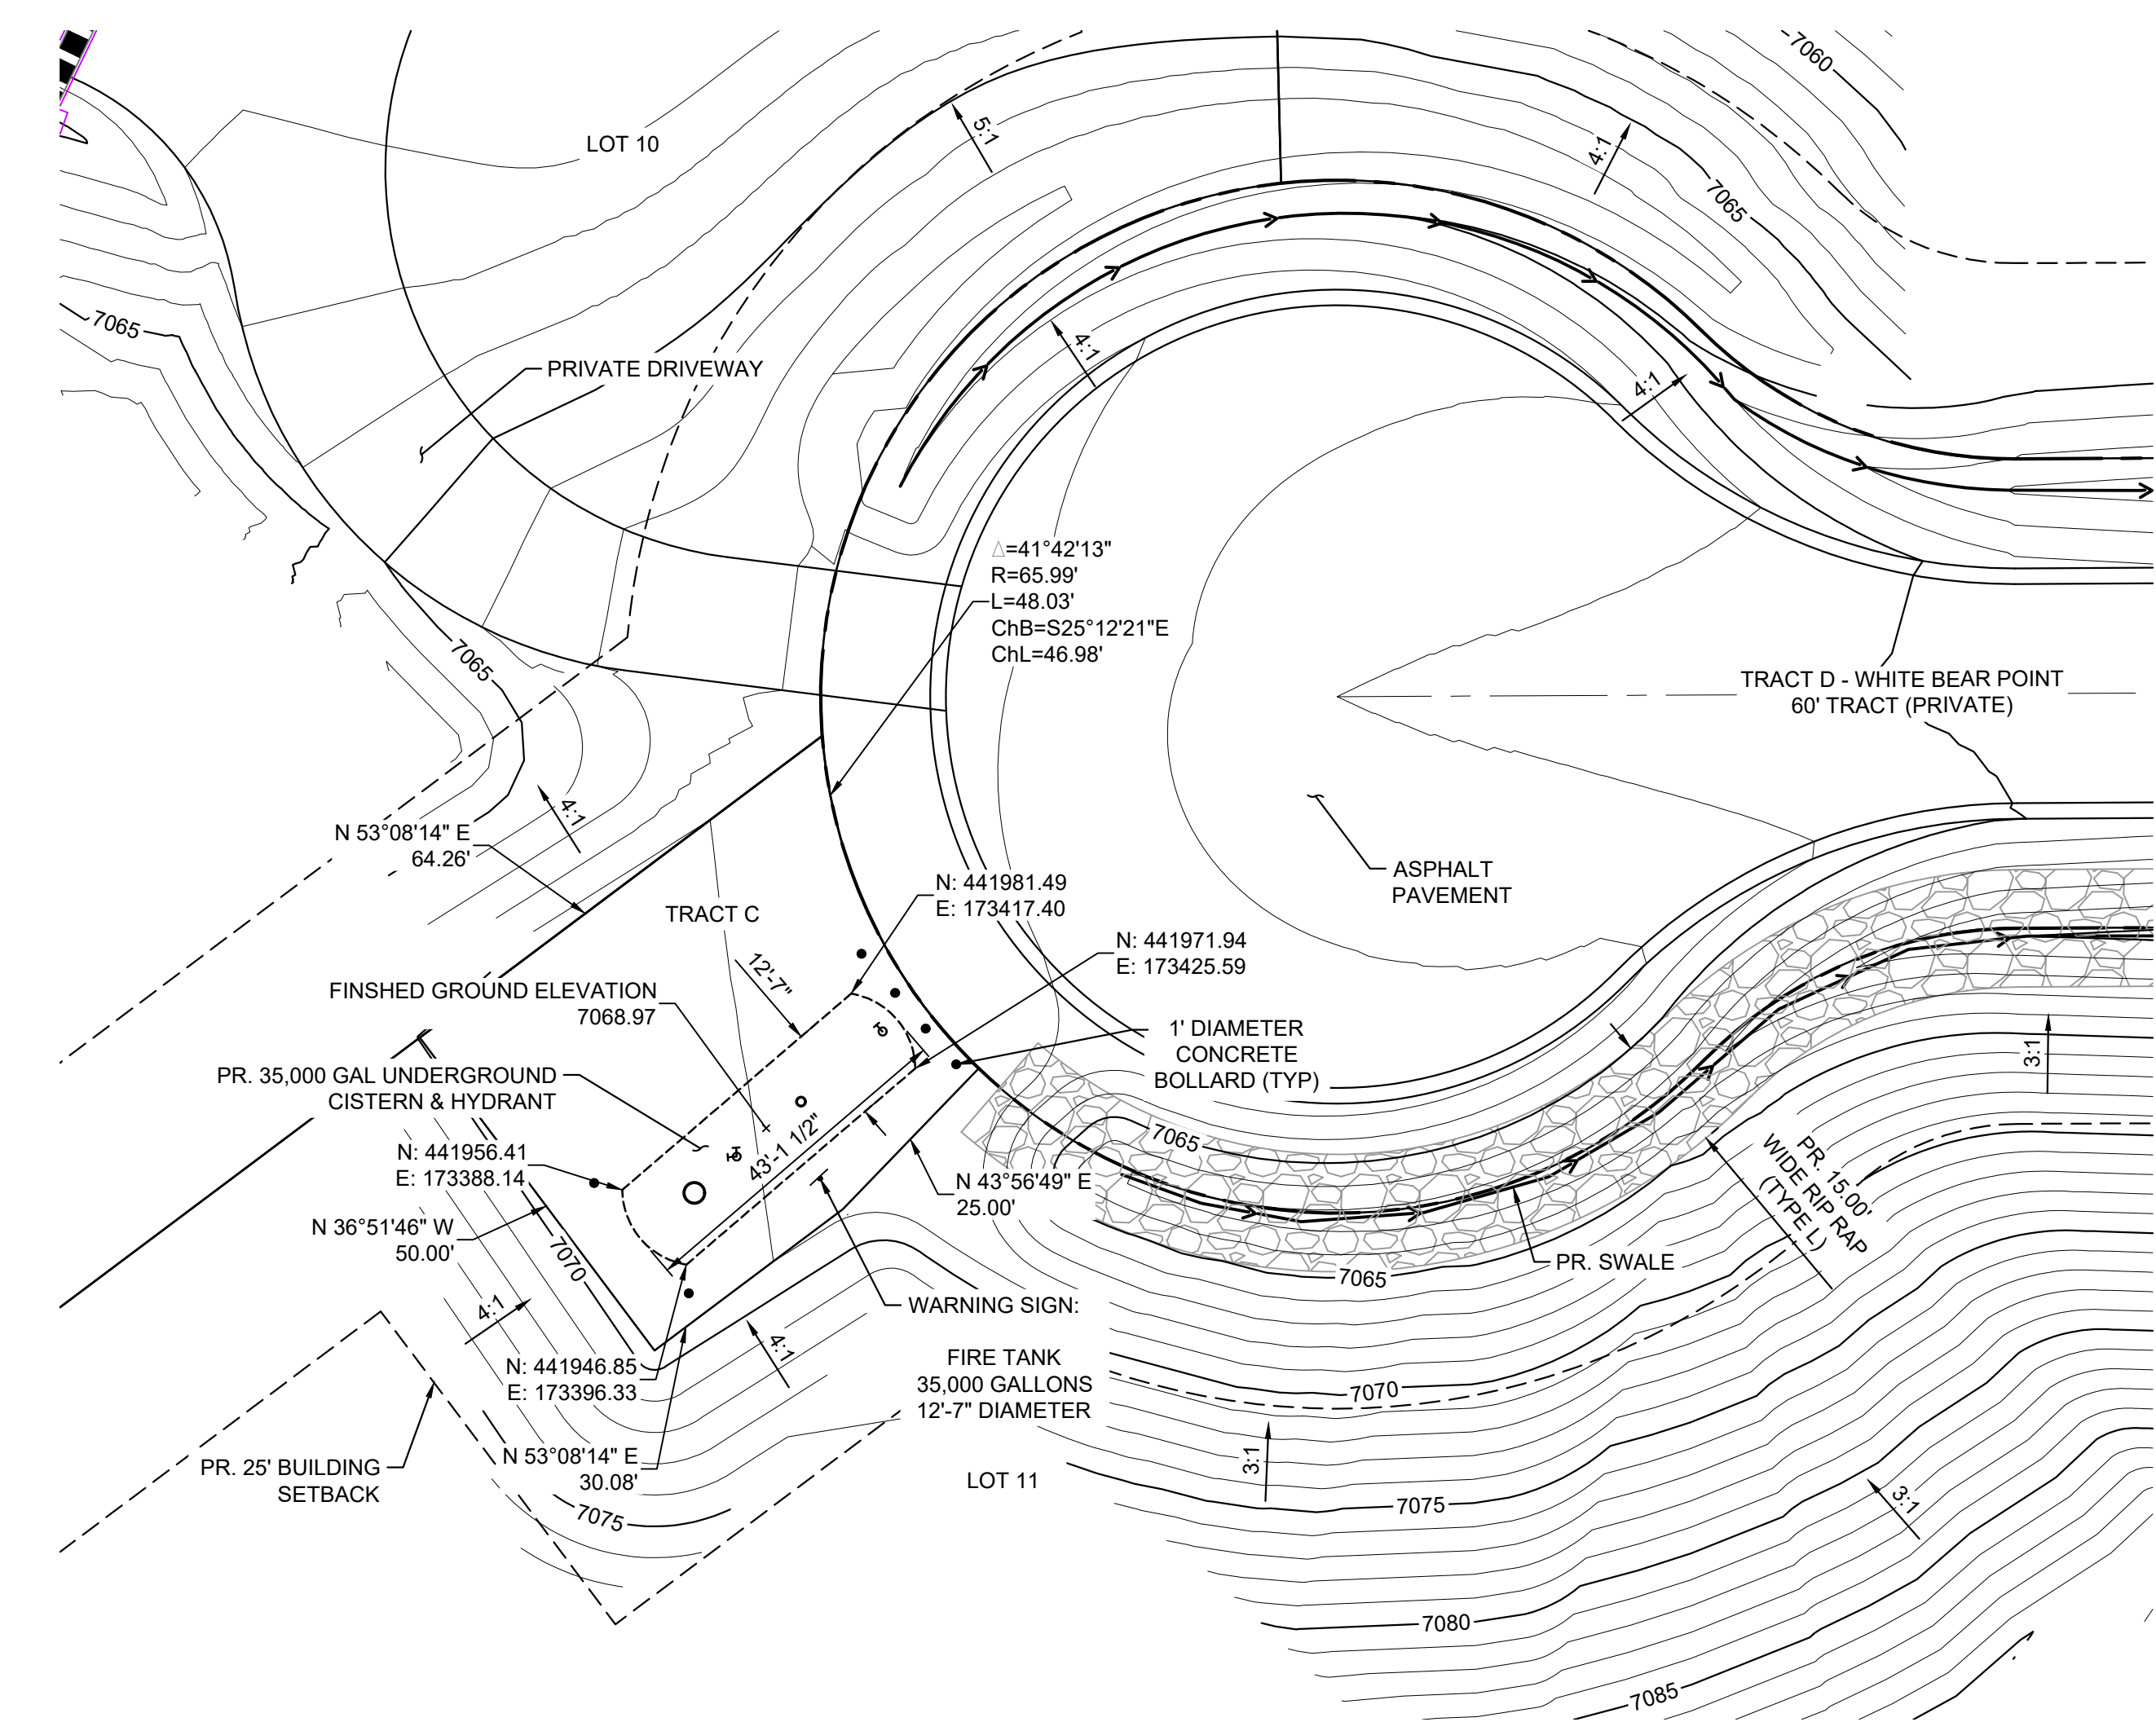 7060
LOT 10
5:1
4:1
7065
7065
4:1
PRIVATE DRIVEWAY
4:1
△=41°42'13"
R=65.99'
L=48.03'
ChB=S25°12'21"E
ChL=46.98'
7065
TRACT D - WHITE BEAR POINT
60' TRACT (PRIVATE)
4:1
N 53°08'14" E
64.26'
ASPHALT
PAVEMENT
N: 441981.49
E: 173417.40
TRACT C
N: 441971.94
E: 173425.59
12'-7"
FINSHED GROUND ELEVATION
7068.97
1' DIAMETER
CONCRETE
BOLLARD (TYP)
3:1
PR. 35,000 GAL UNDERGROUND
CISTERN & HYDRANT
43'-1 1/2"
7065
N: 441956.41
E: 173388.14
N 43°56'49" E
25.00'
PR. 15.00'
WIDE RIP RAP
(TYPE L)
N 36°51'46" W
50.00'
7070
PR. SWALE
7065
4:1
WARNING SIGN:
4:1
FIRE TANK
35,000 GALLONS
12'-7" DIAMETER
N: 441946.85
E: 173396.33
7070
3:1
N 53°08'14" E
30.08'
PR. 25' BUILDING
SETBACK
LOT 11
7075
7075
3:1
7080
7085